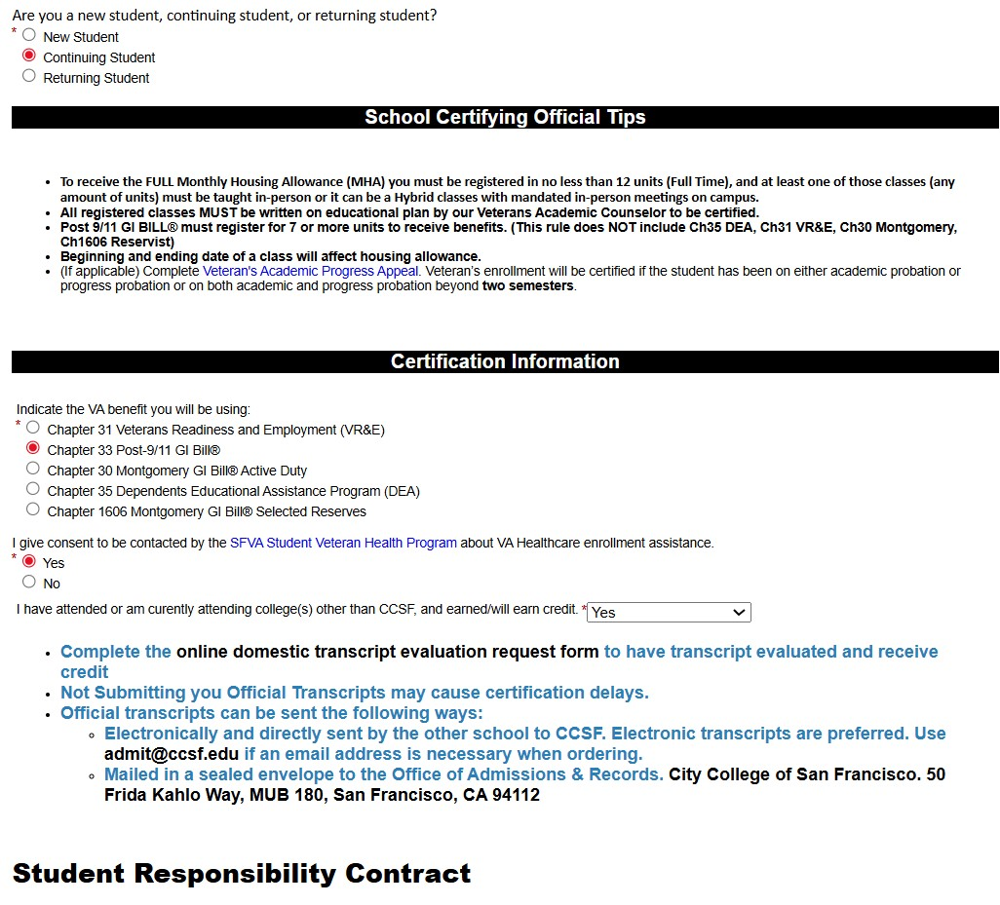 Are you a new student, continuing student, or returning student?
* New Student
Continuing Student
Returning Student
School Certifying Official Tips
• To receive the FULL Monthly Housing Allowance (MHA) you must be registered in no less than 12 units (Full Time), and at least one of those classes (any
amount of units) must be taught in-person or it can be a Hybrid classes with mandated in-person meetings on campus.
• All registered classes MUST be written on educational plan by our Veterans Academic Counselor to be certified.
• Post 9/11 GI BILL® must register for 7 or more units to receive benefits. (This rule does NOT include Ch35 DEA, Ch31 VR&E, Ch30 Montgomery,
Ch1606 Reservist)
• Beginning and ending date of a class will affect housing allowance.
• (If applicable) Complete Veteran's Academic Progress Appeal. Veteran's enrollment will be certified if the student has been on either academic probation or
progress probation or on both academic and progress probation beyond two semesters.
Certification Information
Indicate the VA benefit you will be using:
* Chapter 31 Veterans Readiness and Employment (VR&E)
Chapter 33 Post-9/11 GI Bill®
Chapter 30 Montgomery GI Bill® Active Duty
Chapter 35 Dependents Educational Assistance Program (DEA)
Chapter 1606 Montgomery GI Bill® Selected Reserves
I give consent to be contacted by the SFVA Student Veteran Health Program about VA Healthcare enrollment assistance.
* Yes
No
I have attended or am curently attending college(s) other than CCSF, and earned/will earn credit. * Yes
• Complete the online domestic transcript evaluation request form to have transcript evaluated and receive
credit
• Not Submitting you Official Transcripts may cause certification delays.
• Official transcripts can be sent the following ways:
◦ Electronically and directly sent by the other school to CCSF. Electronic transcripts are preferred. Use
admit@ccsf.edu if an email address is necessary when ordering.
◦ Mailed in a sealed envelope to the Office of Admissions & Records. City College of San Francisco. 50
Frida Kahlo Way, MUB 180, San Francisco, CA 94112
Student Responsibility Contract